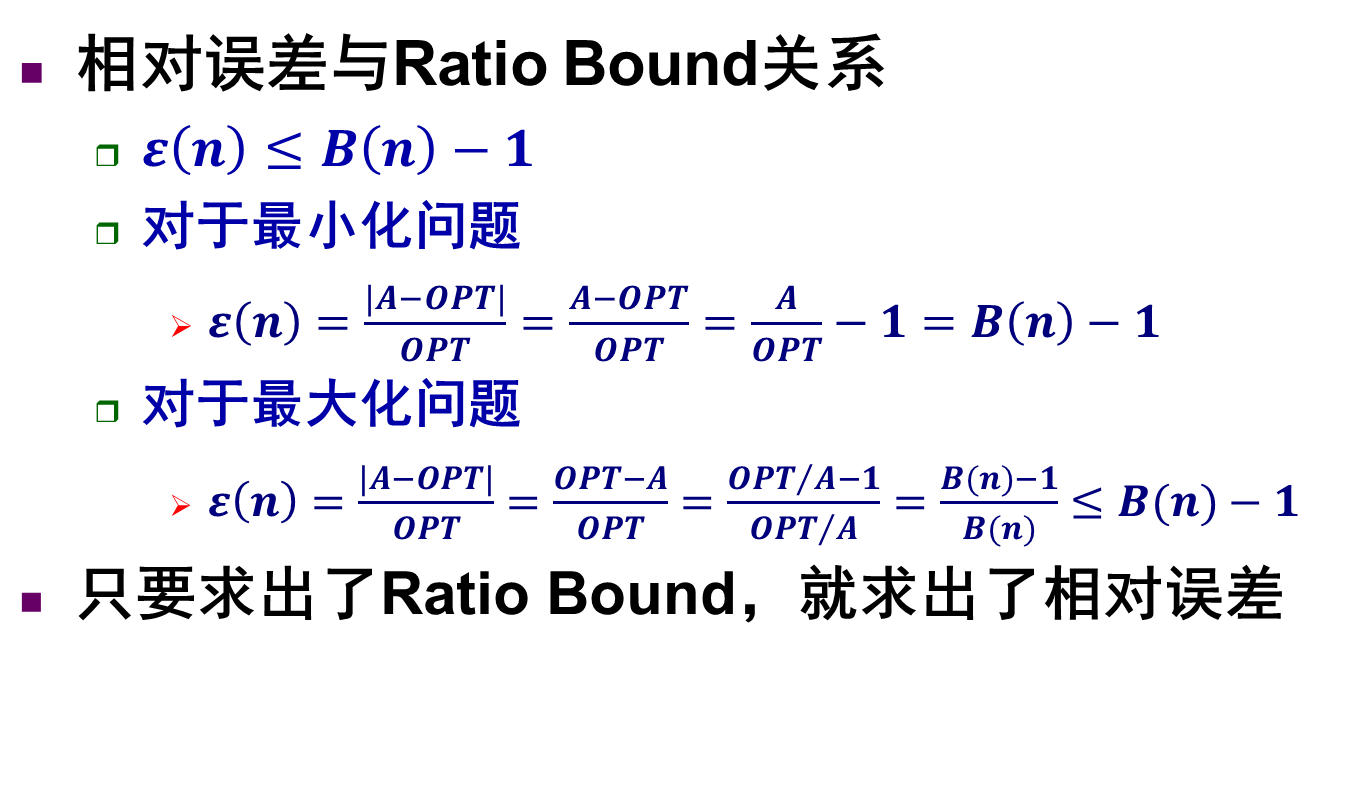 相对误差与Ratio Bound关系
ε(n) ≤ B(n) − 1
对于最小化问题
ε(n) = |A−OPT|/OPT = A−OPT/OPT = A/OPT − 1 = B(n) − 1
对于最大化问题
ε(n) = |A−OPT|/OPT = OPT−A/OPT = OPT/A−1/OPT/A = B(n)−1/B(n) ≤ B(n) − 1
只要求出了Ratio Bound，就求出了相对误差